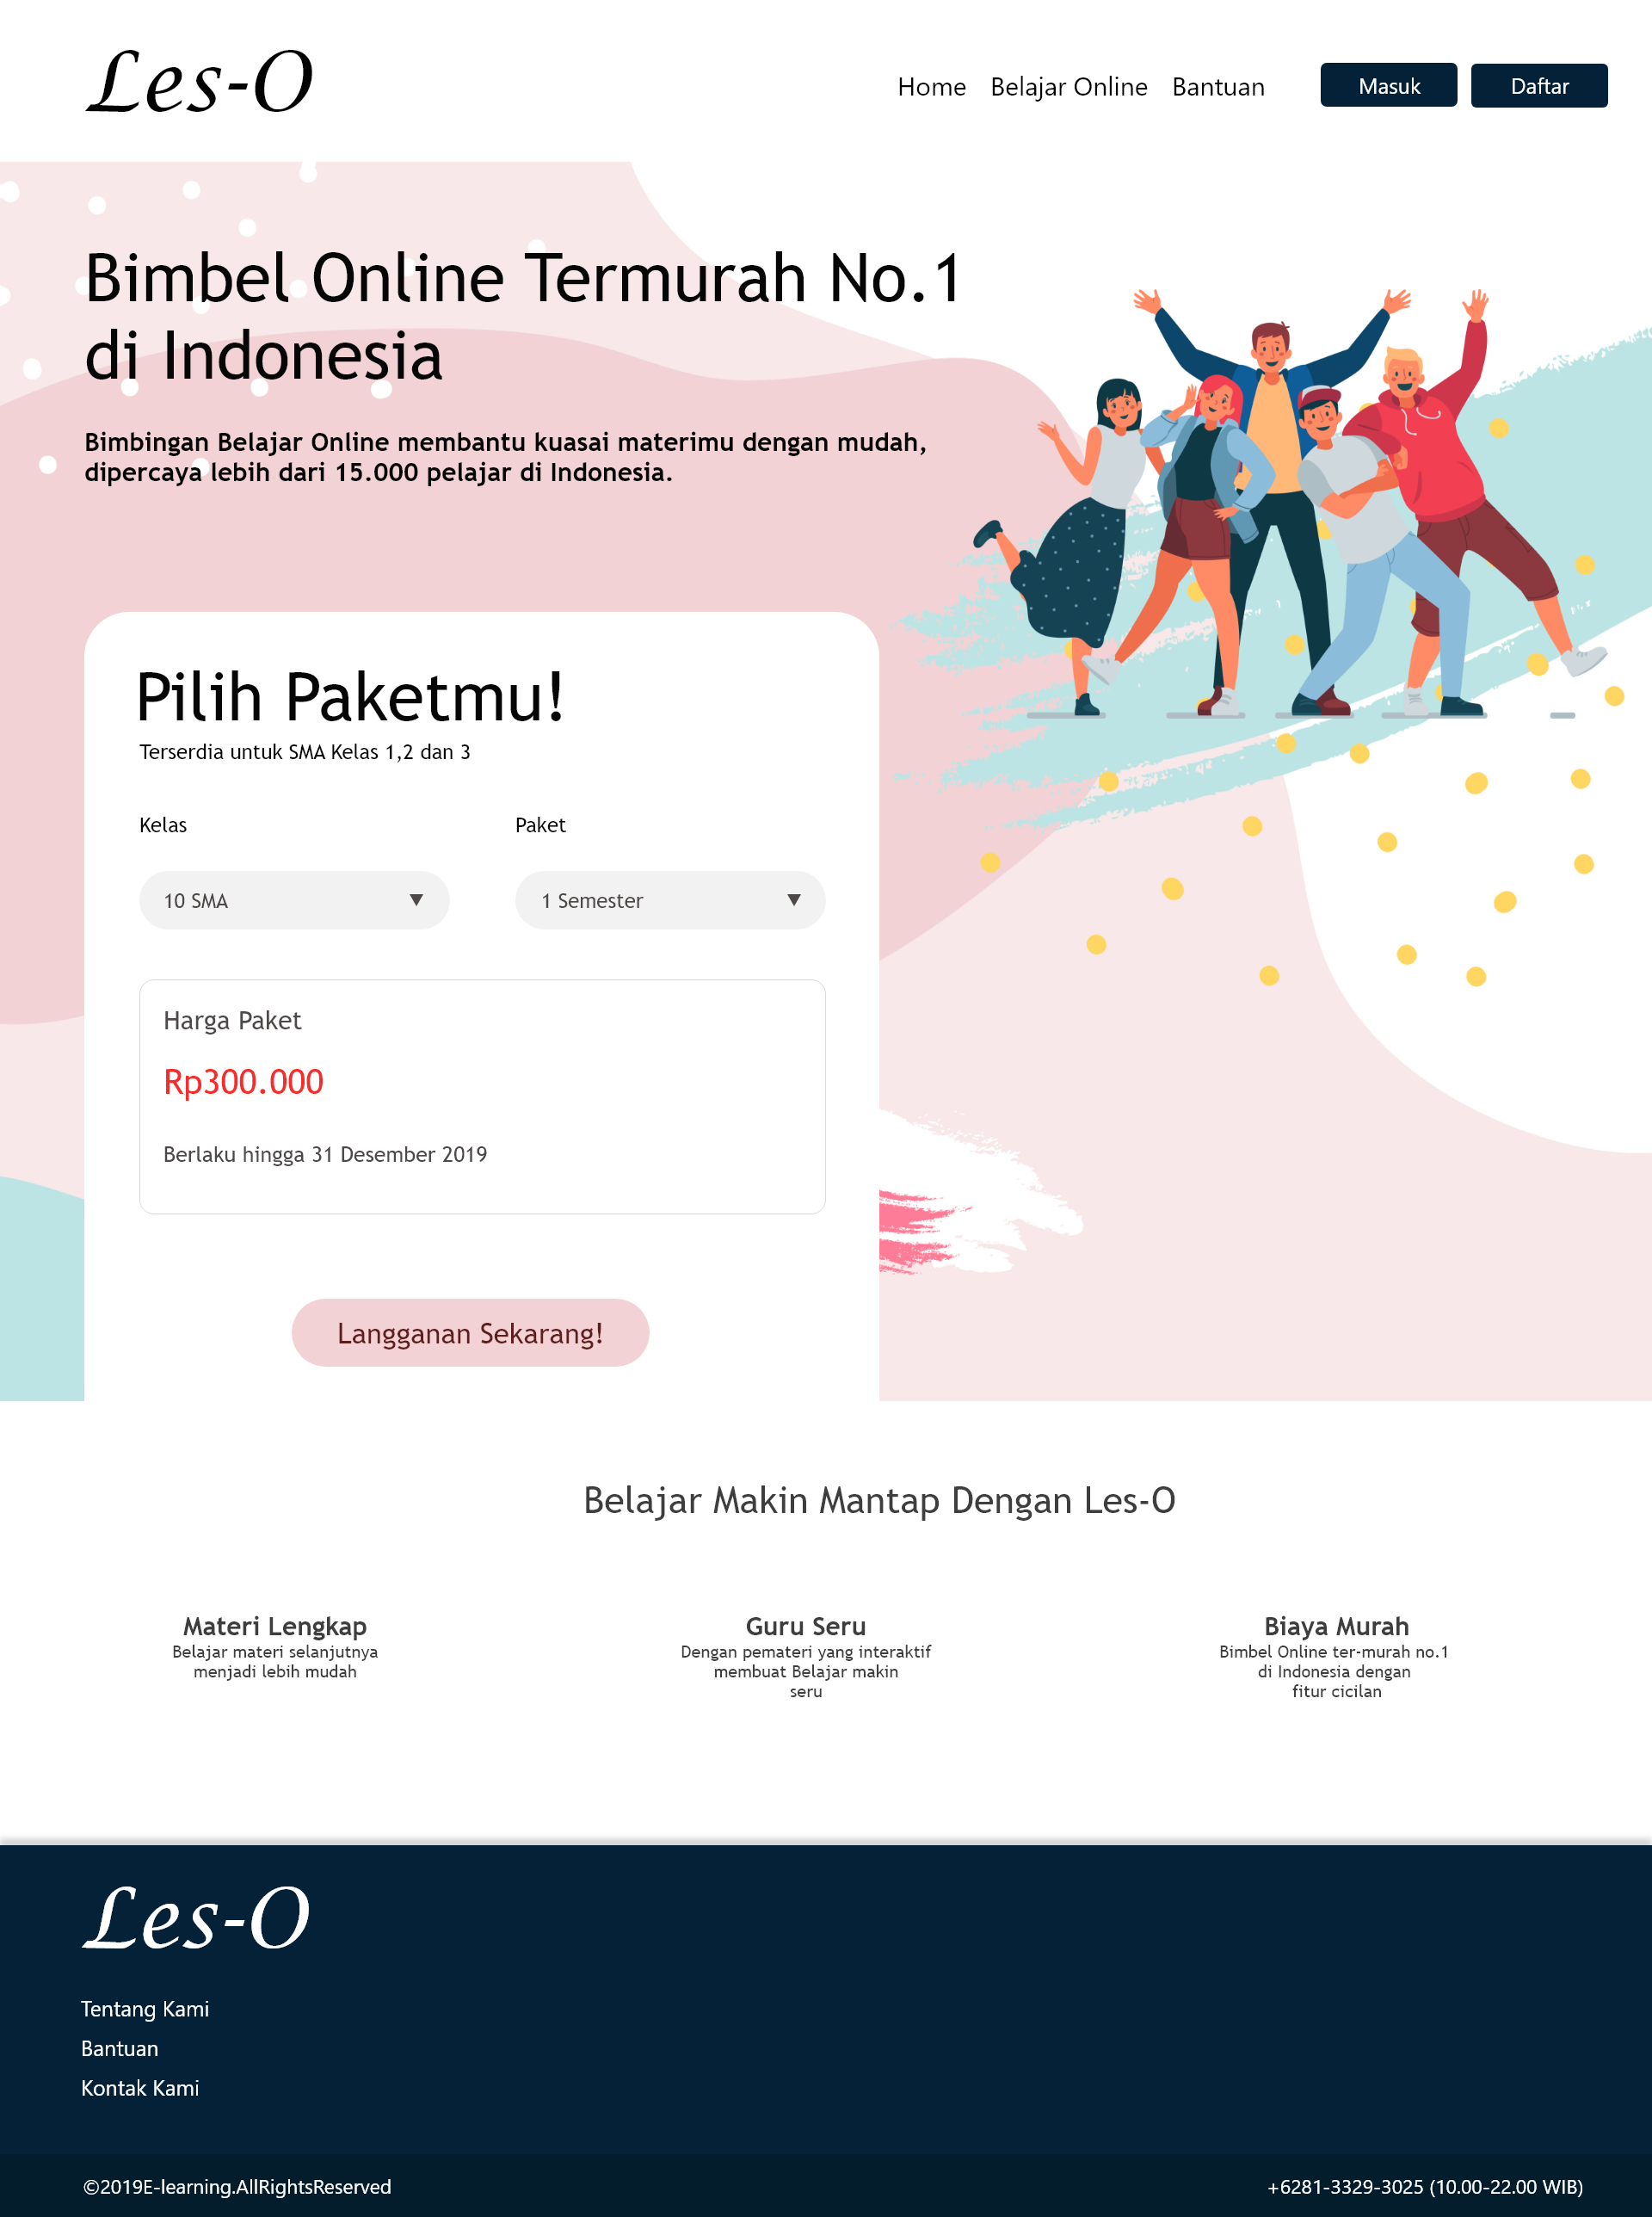 Les-O
Home Belajar Online Bantuan Masuk Daftar
Bimbel Online Termurah No.1
di Indonesia
Bimbingan Belajar Online membantu kuasai materimu dengan mudah,
dipercaya lebih dari 15.000 pelajar di Indonesia.
Pilih Paketmu!
Terserdia untuk SMA Kelas 1,2 dan 3
Kelas Paket
10 SMA 1 Semester
Harga Paket
Rp300.000
Berlaku hingga 31 Desember 2019
Langganan Sekarang!
Belajar Makin Mantap Dengan Les-O
Materi Lengkap
Belajar materi selanjutnya
menjadi lebih mudah
Guru Seru
Dengan pemateri yang interaktif
membuat Belajar makin
seru
Biaya Murah
Bimbel Online ter-murah no.1
di Indonesia dengan
fitur cicilan
Les-O
Tentang Kami
Bantuan
Kontak Kami
©2019E-learning.AllRightsReserved +6281-3329-3025 (10.00-22.00 WIB)